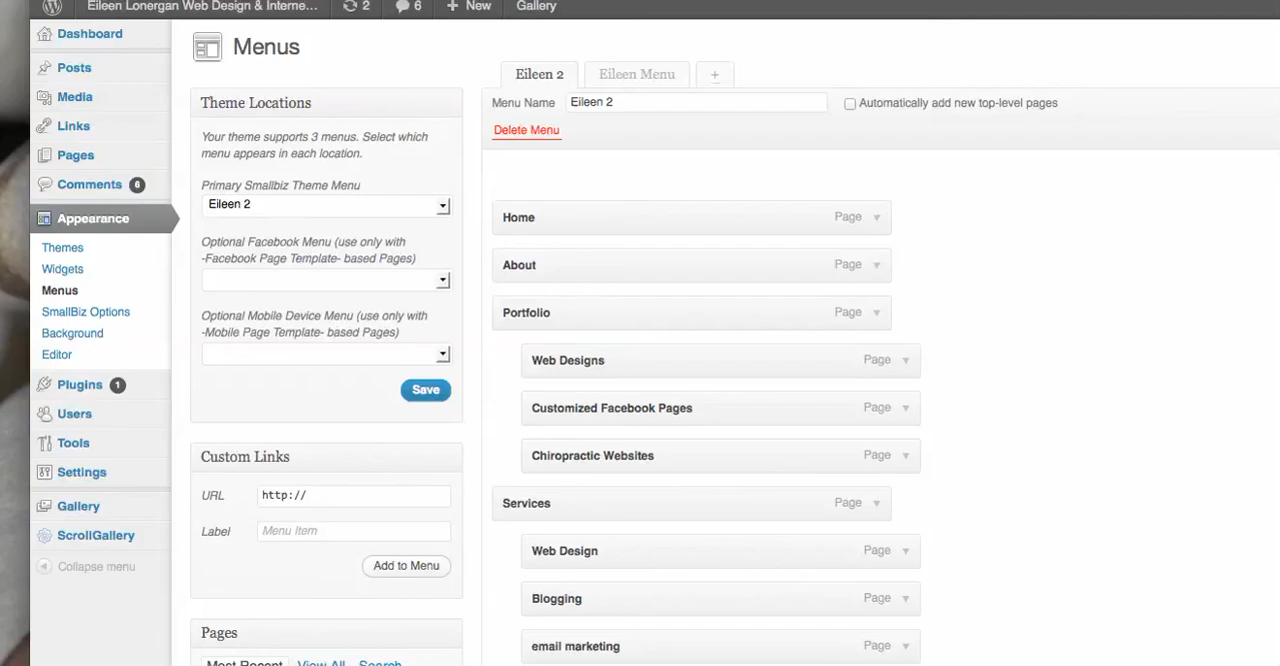 Eileen Lonergan Web Design & Interne... 2 6 + New Gallery
Dashboard
Posts
Media
Links
Pages
Comments 6
Appearance
Themes
Widgets
Menus
SmallBiz Options
Background
Editor
Plugins 1
Users
Tools
Settings
Gallery
ScrollGallery
Collapse menu
Menus
Theme Locations
Your theme supports 3 menus. Select which
menu appears in each location.
Primary Smallbiz Theme Menu
Eileen 2
Optional Facebook Menu (use only with
-Facebook Page Template- based Pages)
Optional Mobile Device Menu (use only with
-Mobile Page Template- based Pages)
Save
Custom Links
URL http://
Label Menu Item
Add to Menu
Pages
Most Recent View All Search
Eileen 2 Eileen Menu +
Menu Name Eileen 2 Automatically add new top-level pages
Delete Menu
Home Page
About Page
Portfolio Page
Web Designs Page
Customized Facebook Pages Page
Chiropractic Websites Page
Services Page
Web Design Page
Blogging Page
email marketing Page